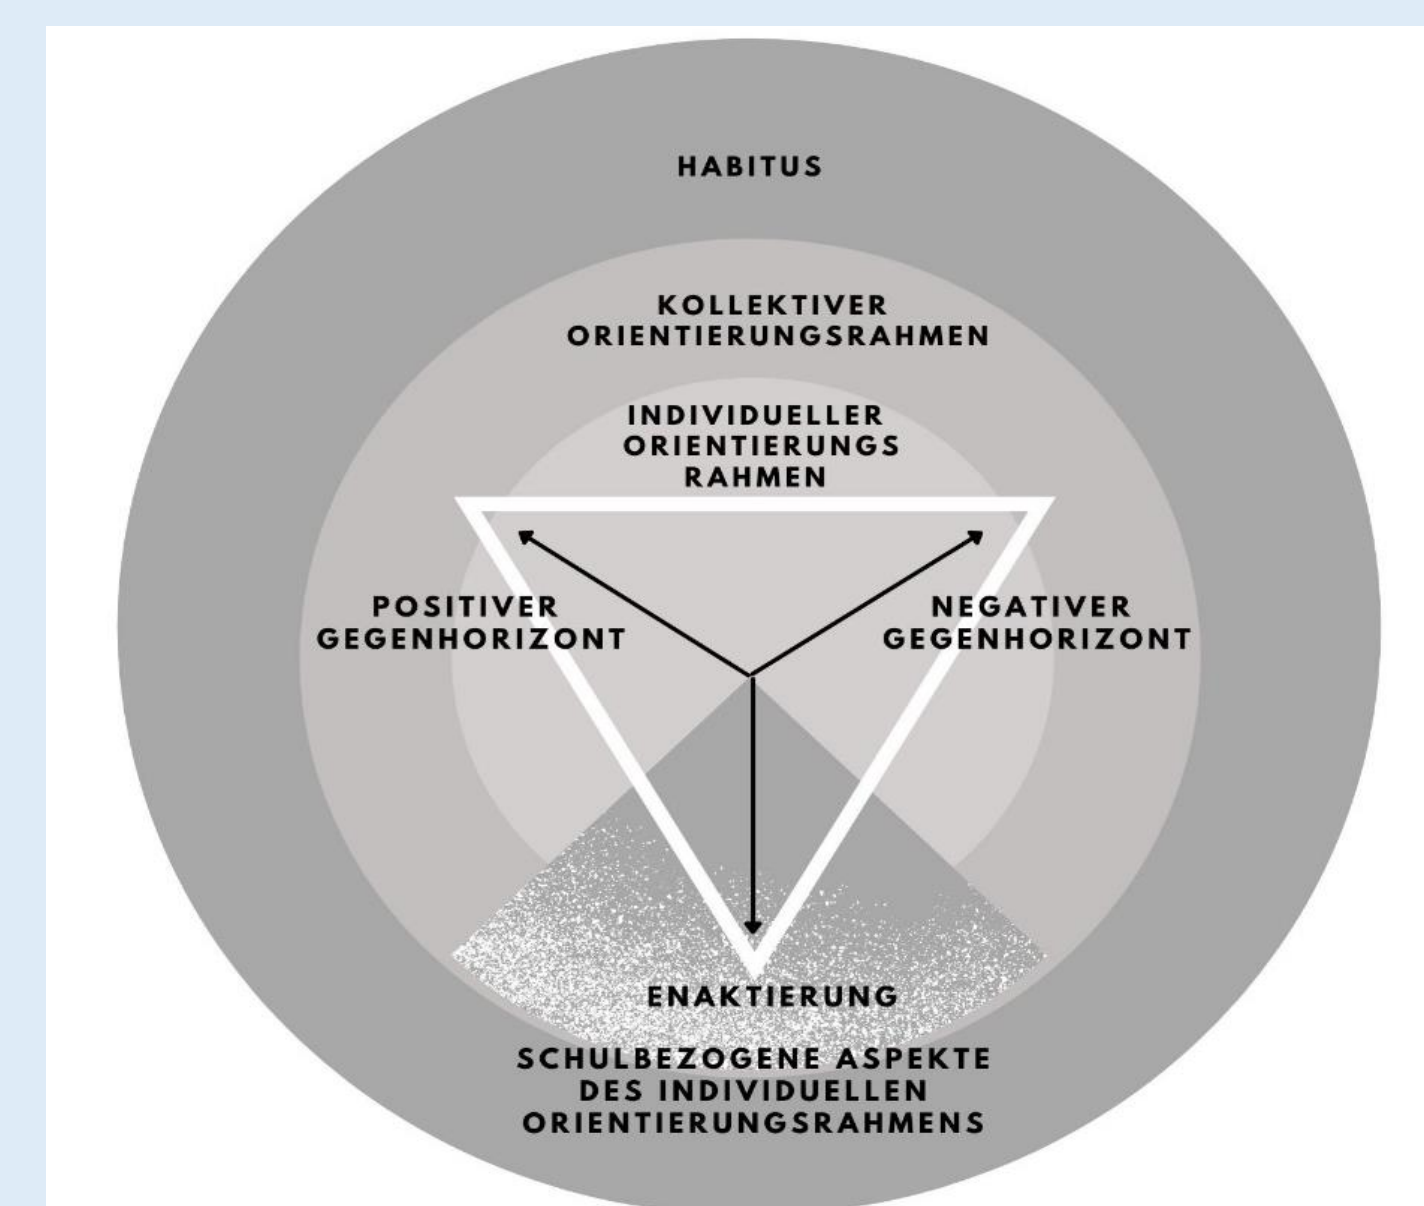 HABITUS
KOLLEKTIVER
ORIENTIERUNGSRAHMEN
INDIVIDUELLER
ORIENTIERUNGS
RAHMEN
POSITIVER
GEGENHORIZONT
NEGATIVER
GEGENHORIZONT
ENAKTIERUNG
SCHULBEZOGENE ASPEKTE
DES INDIVIDUELLEN
ORIENTIERUNGSRAHMENS